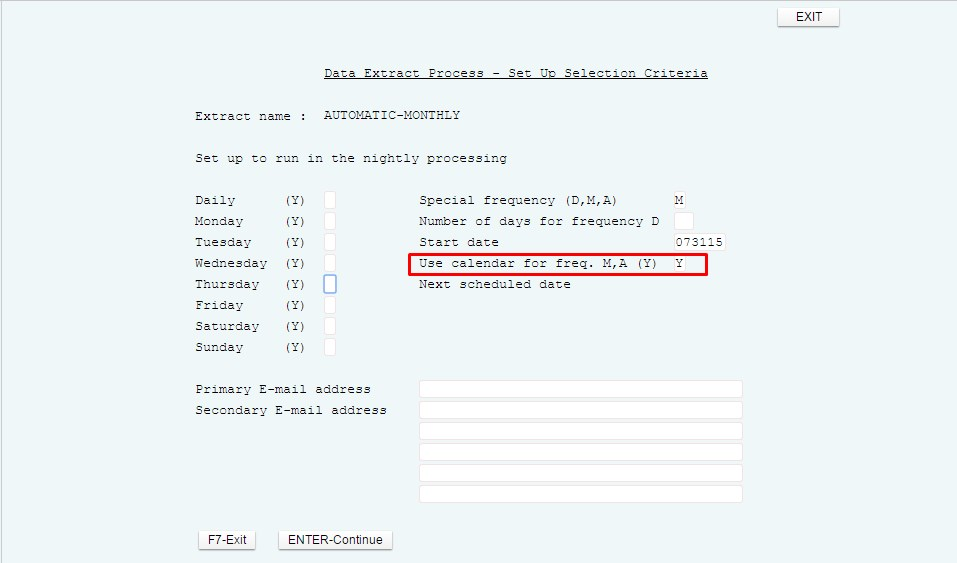 EXIT
Data Extract Process - Set Up Selection Criteria
Extract name : AUTOMATIC-MONTHLY
Set up to run in the nightly processing
Daily (Y) Special frequency (D,M,A) M
Monday (Y) Number of days for frequency D
Tuesday (Y) Start date 073115
Wednesday (Y) Use calendar for freq. M,A (Y) Y
Thursday (Y) Next scheduled date
Friday (Y)
Saturday (Y)
Sunday (Y)
Primary E-mail address
Secondary E-mail address
F7-Exit ENTER-Continue